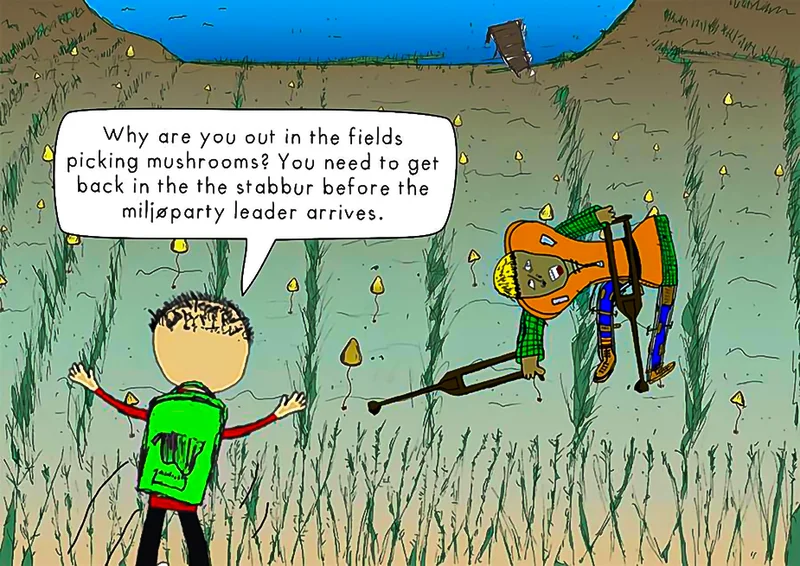 Why are you out in the fields
picking mushrooms? You need to get
back in the the stabbur before the
miljøparty leader arrives.